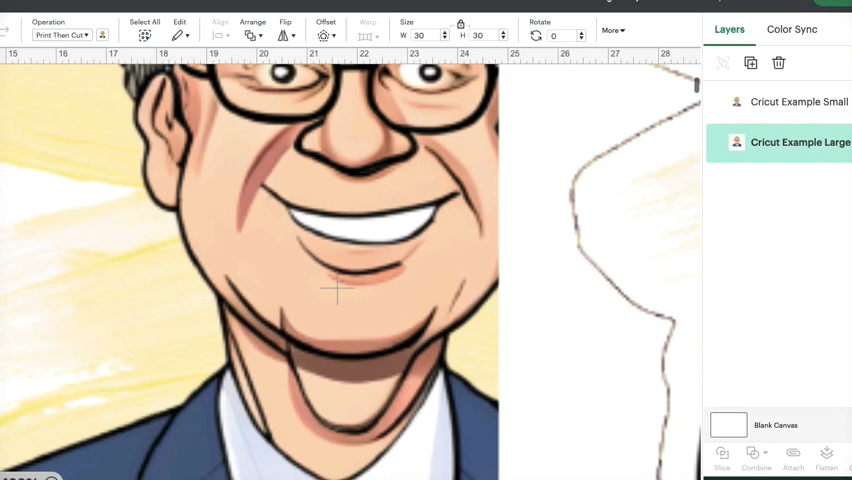 Operation
Select All
Edit
Align
Arrange
Flip
Offset
Warp
Size
Rotate
Print Then Cut
W 30
H 30
0
More
Layers
Color Sync
15 16 17 18 19 20 21 22 23 24 25 26 27 28
Cricut Example Small
Cricut Example Large
Blank Canvas
Slice
Combine
Attach
Flatten